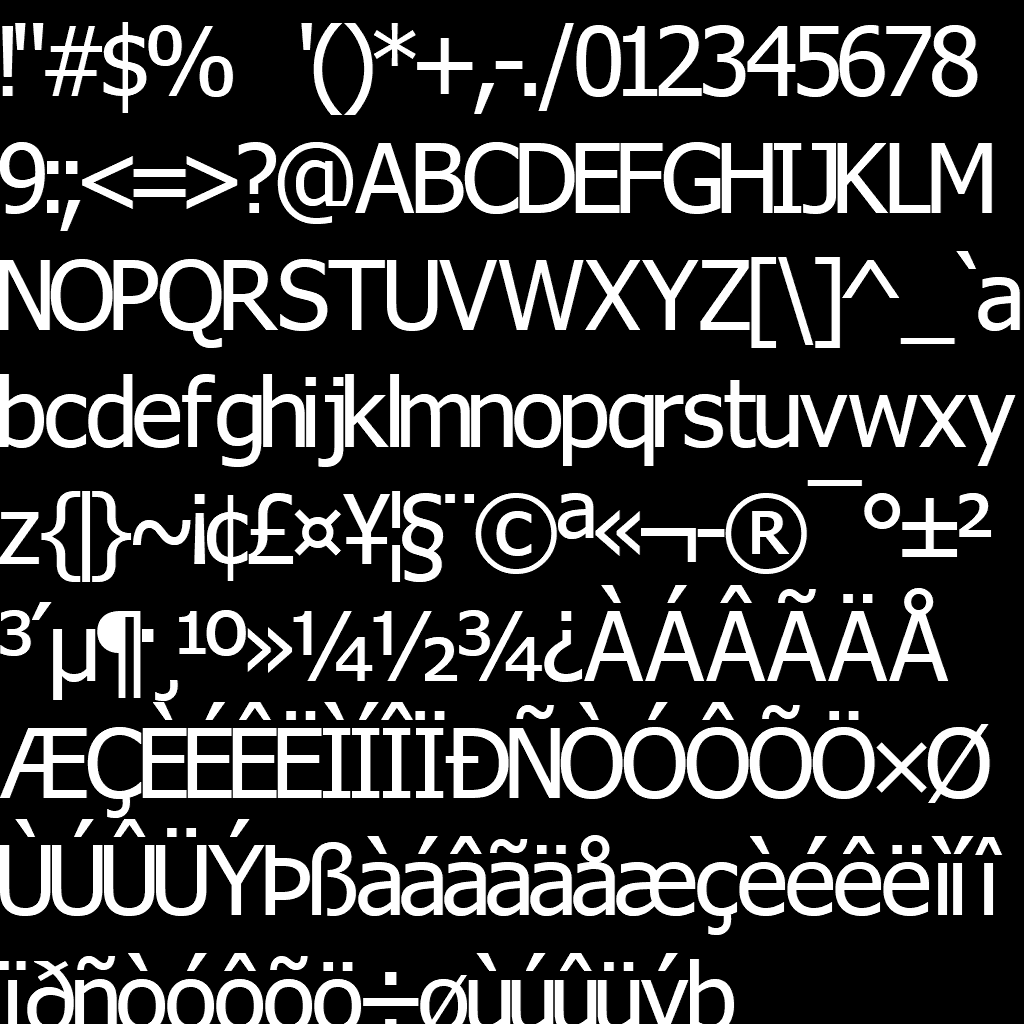 !"#$% '()*+,-./012345678
9:;<=>?@ABCDEFGHIJKLM
NOPQRSTUVWXYZ[\]^_`a
bcdefghijklmnopqrstuvwxy
z{|}~¡¢£¤¥¦§¨©ª«¬-®¯°±²
³´µ¶·¸¹º»¼½¾¿ÀÁÂÃÄÅ
ÆÇÈÉÊËÌÍÎÏÐÑÒÓÔÕÖ×Ø
ÙÚÛÜÝÞßàáâãäåæçèéêëìíî
ïðñòóôõö÷øùúûüýþ